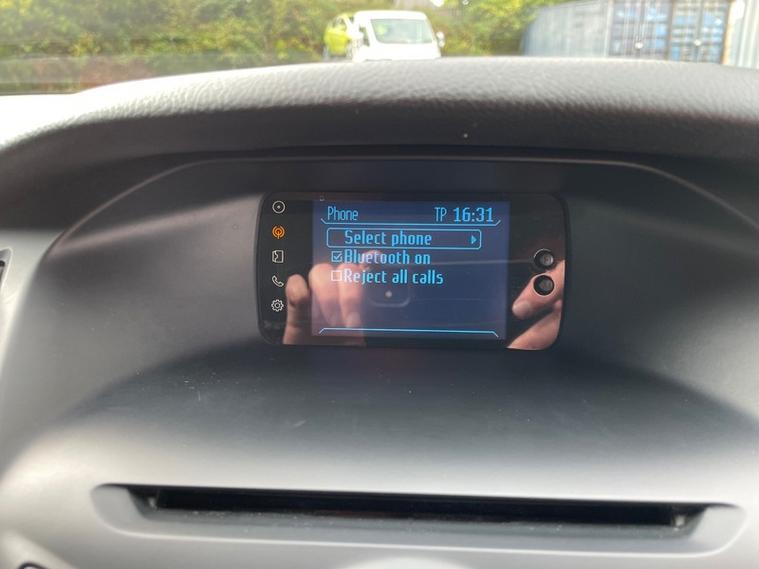 Phone TP 16:31
Select phone
Bluetooth on
Reject all calls